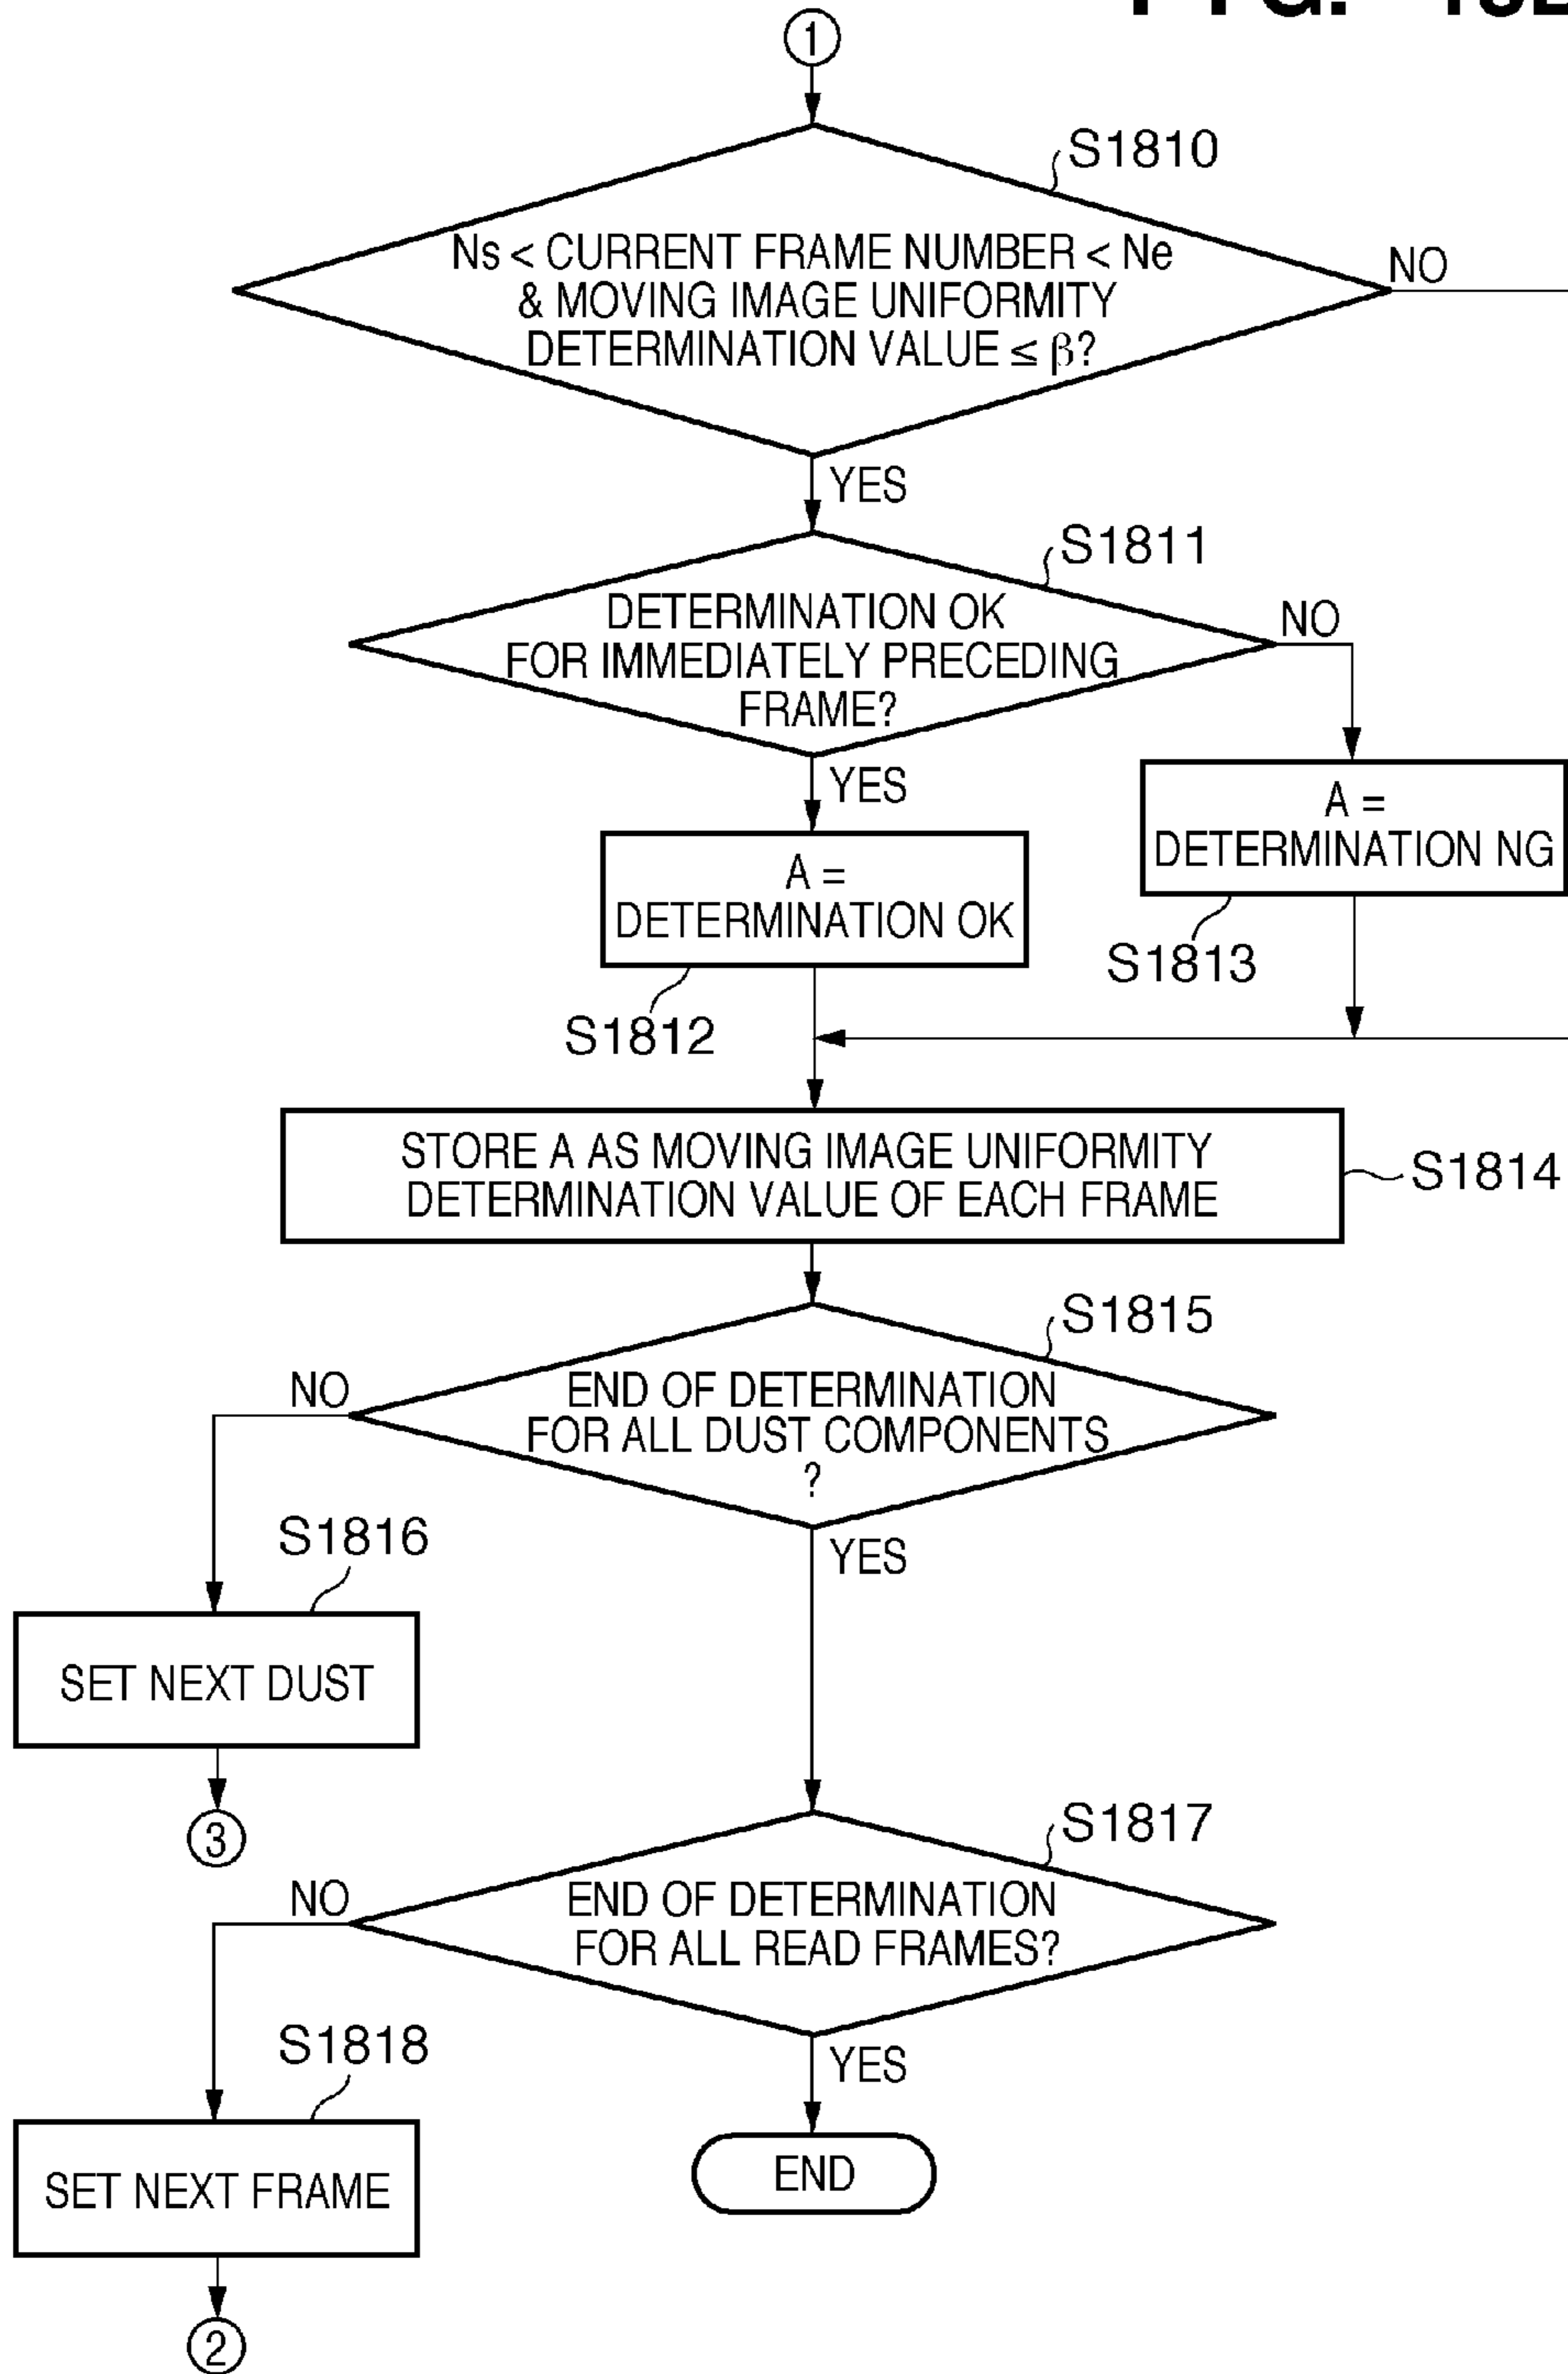 ①
S1810
Ns < CURRENT FRAME NUMBER < Ne
& MOVING IMAGE UNIFORMITY
DETERMINATION VALUE ≤ β?
NO
YES
S1811
DETERMINATION OK
FOR IMMEDIATELY PRECEDING
FRAME?
NO
YES
A =
DETERMINATION NG
S1813
A =
DETERMINATION OK
S1812
STORE A AS MOVING IMAGE UNIFORMITY
DETERMINATION VALUE OF EACH FRAME
S1814
S1815
END OF DETERMINATION
FOR ALL DUST COMPONENTS
?
NO
YES
S1816
SET NEXT DUST
③
S1817
END OF DETERMINATION
FOR ALL READ FRAMES?
NO
YES
S1818
SET NEXT FRAME
②
END